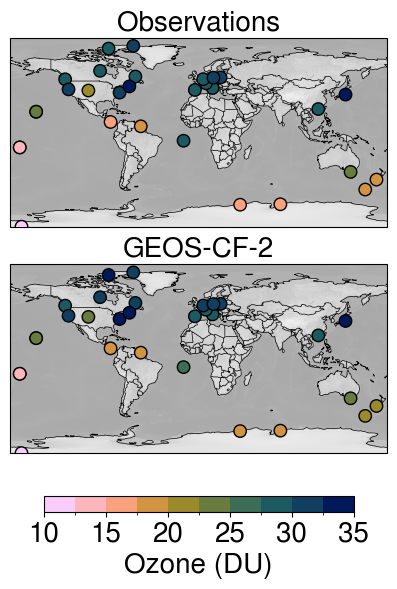 Observations
GEOS-CF-2
10 15 20 25 30 35
Ozone (DU)